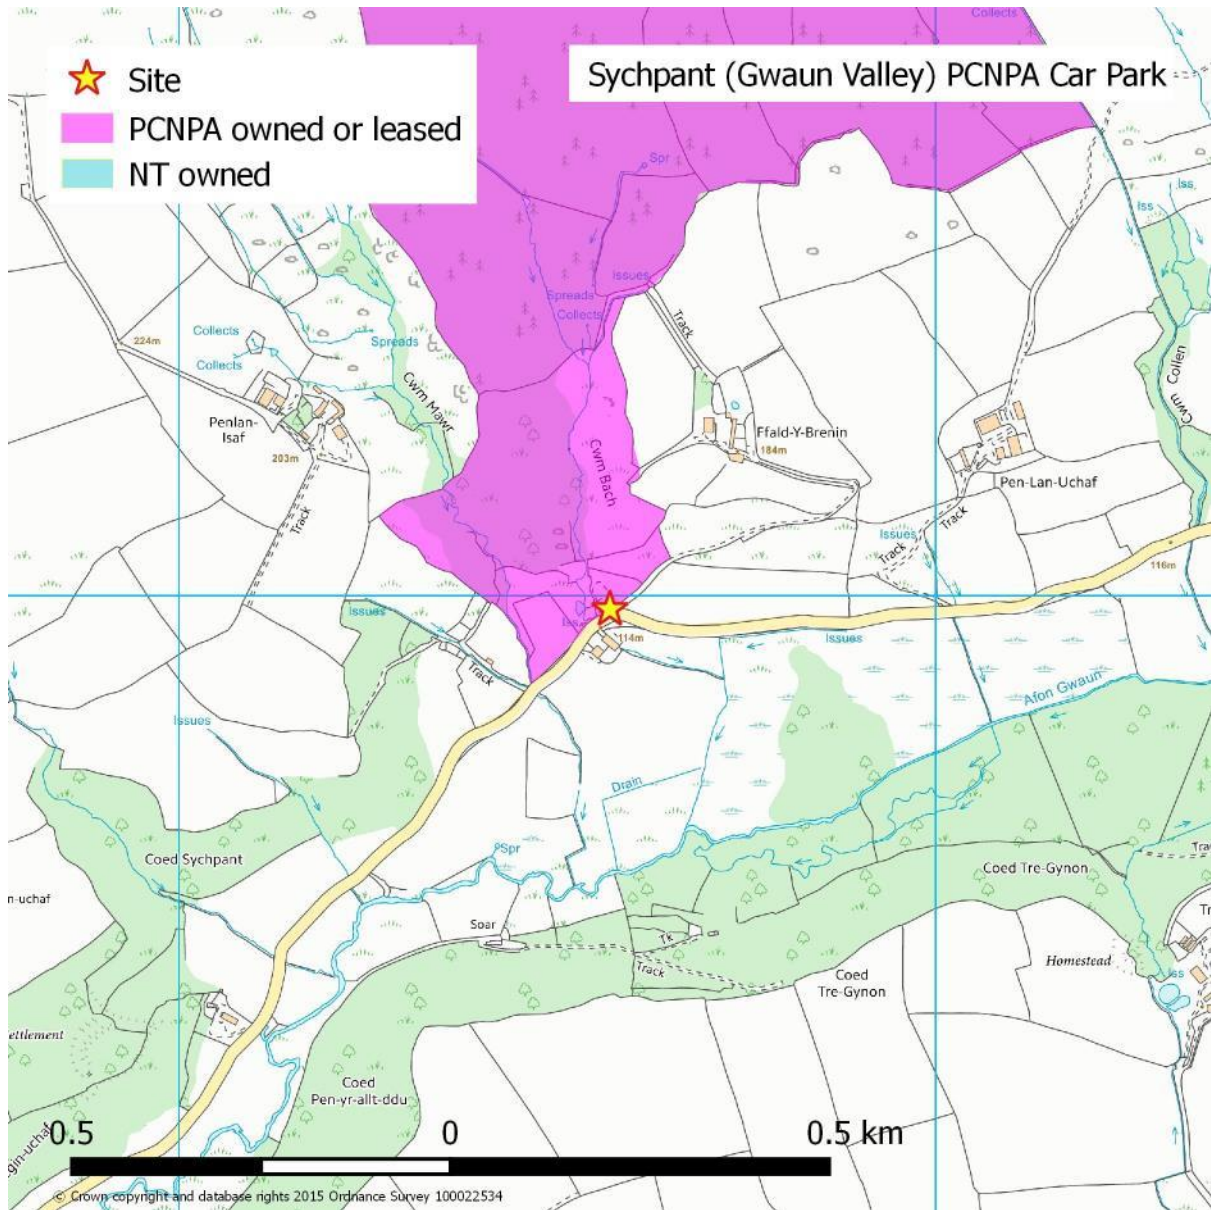 Collects
Site
Sychpant (Gwaun Valley) PCNPA Car Park
PCNPA owned or leased
NT owned
Spr
Iss
Iss
Issues
Spreads
Collects
Track
224m
Collects
Collects
Spreads
Cwm Mawr
Cwm Collen
Penlan-
Isaf
203m
Cwm Bach
Ffald-Y-Brenin
184m
Pen-Lan-Uchaf
Track
Track
Issues
Track
116m
Issues
Iss
114m
Issues
Track
Afon Gwaun
Issues
Drain
Spr
Coed Sychpant
Coed Tre-Gynon
n-uchaf
Soar
Tk
Track
Coed
Tre-Gynon
Homestead
Iss
ettlement
Coed
Pen-yr-allt-ddu
gin-uchaf
0.5
0
0.5 km
© Crown copyright and database rights 2015 Ordnance Survey 100022534